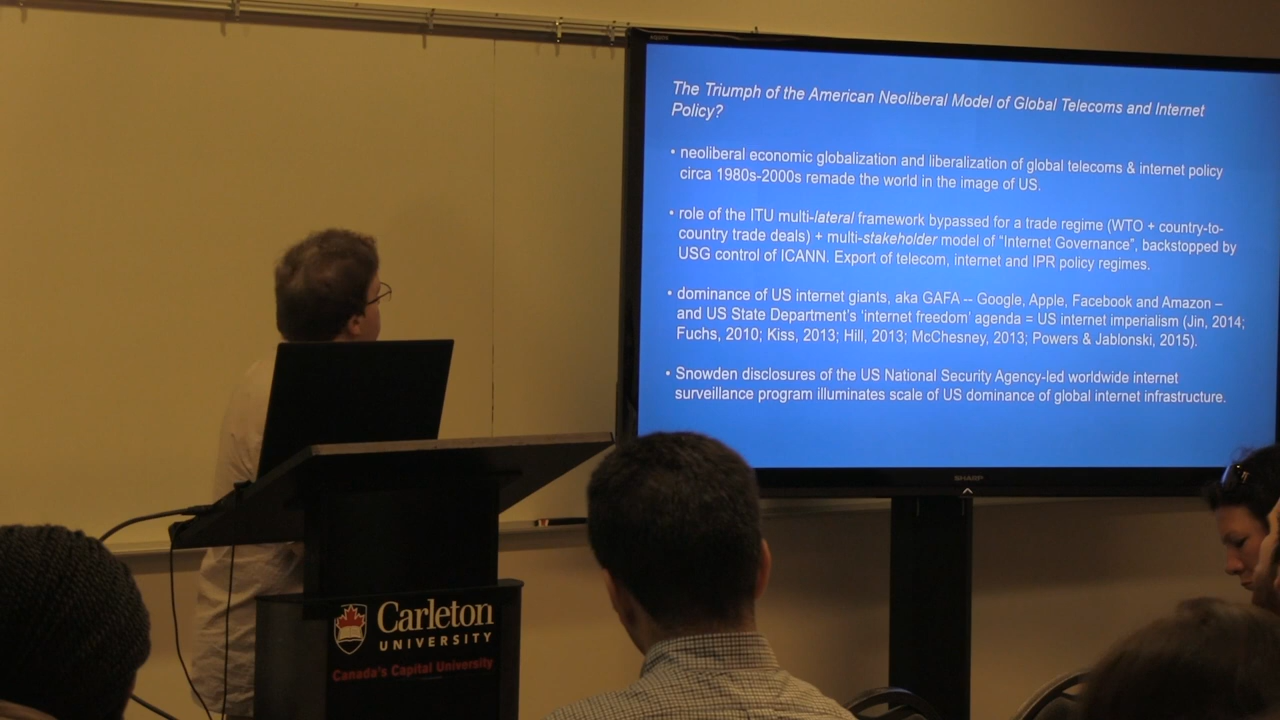 The Triumph of the American Neoliberal Model of Global Telecoms and Internet
Policy?
• neoliberal economic globalization and liberalization of global telecoms & internet policy
circa 1980s-2000s remade the world in the image of US.
• role of the ITU multi-lateral framework bypassed for a trade regime (WTO + country-to-
country trade deals) + multi-stakeholder model of “Internet Governance”, backstopped by
USG control of ICANN. Export of telecom, internet and IPR policy regimes.
• dominance of US internet giants, aka GAFA -- Google, Apple, Facebook and Amazon –
and US State Department’s ‘internet freedom’ agenda = US internet imperialism (Jin, 2014;
Fuchs, 2010; Kiss, 2013; Hill, 2013; McChesney, 2013; Powers & Jablonski, 2015).
• Snowden disclosures of the US National Security Agency-led worldwide internet
surveillance program illuminates scale of US dominance of global internet infrastructure.
SHARP
Carleton
UNIVERSITY
Canada's Capital University